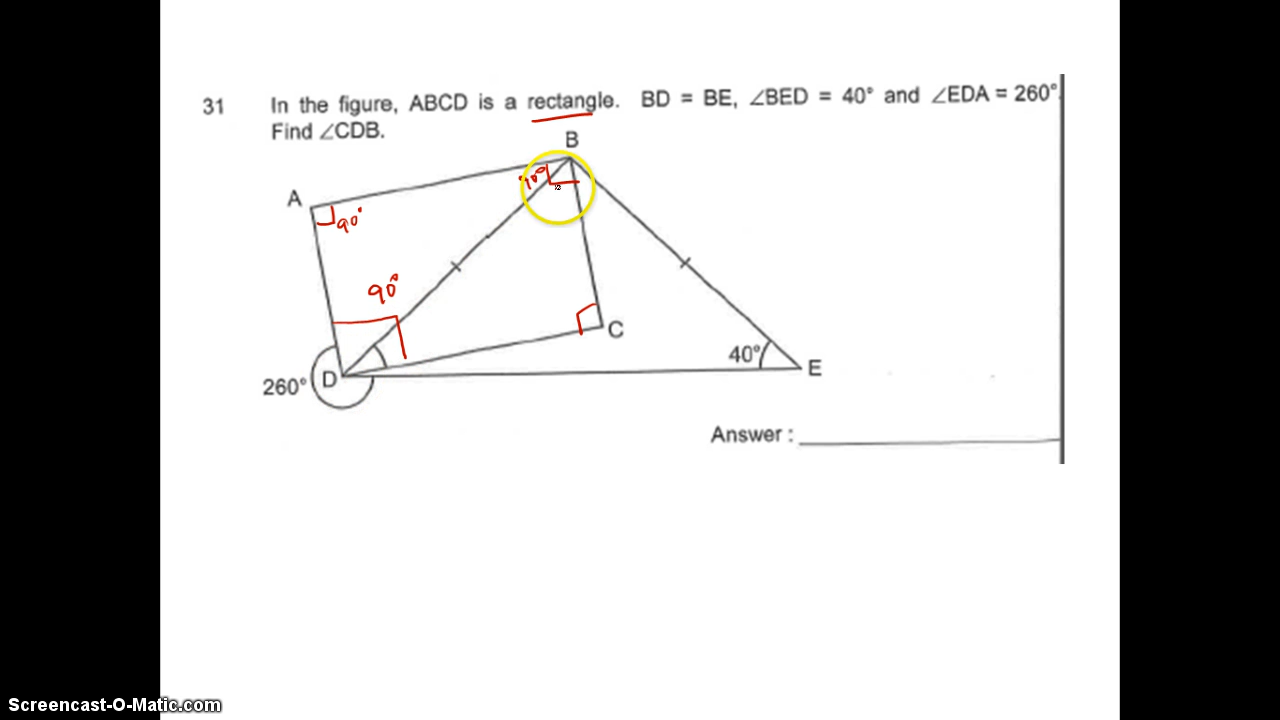 31 In the figure, ABCD is a rectangle. BD = BE, ∠BED = 40° and ∠EDA = 260°.
Find ∠CDB.
B
A
90°
90°
90°
C
40°
E
260°
D
Answer :
Screencast-O-Matic.com